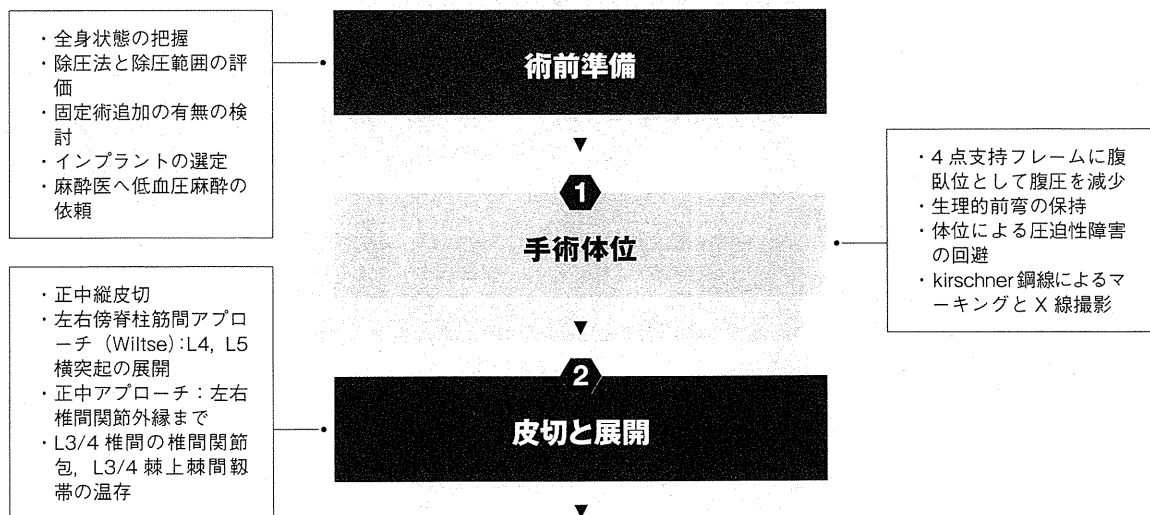 ・全身状態の把握
・除圧法と除圧範囲の評
価
・固定術追加の有無の検
討
・インプラントの選定
・麻酔医へ低血圧麻酔の
依頼
術前準備
▼
1
手術体位
・4点支持フレームに腹
臥位として腹圧を減少
・生理的前弯の保持
・体位による圧迫性障害
の回避
・kirschner鋼線によるマ
ーキングとX線撮影
▼
2
皮切と展開
・正中縦皮切
・左右傍脊柱筋間アプロ
ーチ（Wiltse）：L4，L5
横突起の展開
・正中アプローチ：左右
椎間関節外縁まで
・L3/4椎間の椎間関節
包，L3/4棘上棘間靱
帯の温存
▼